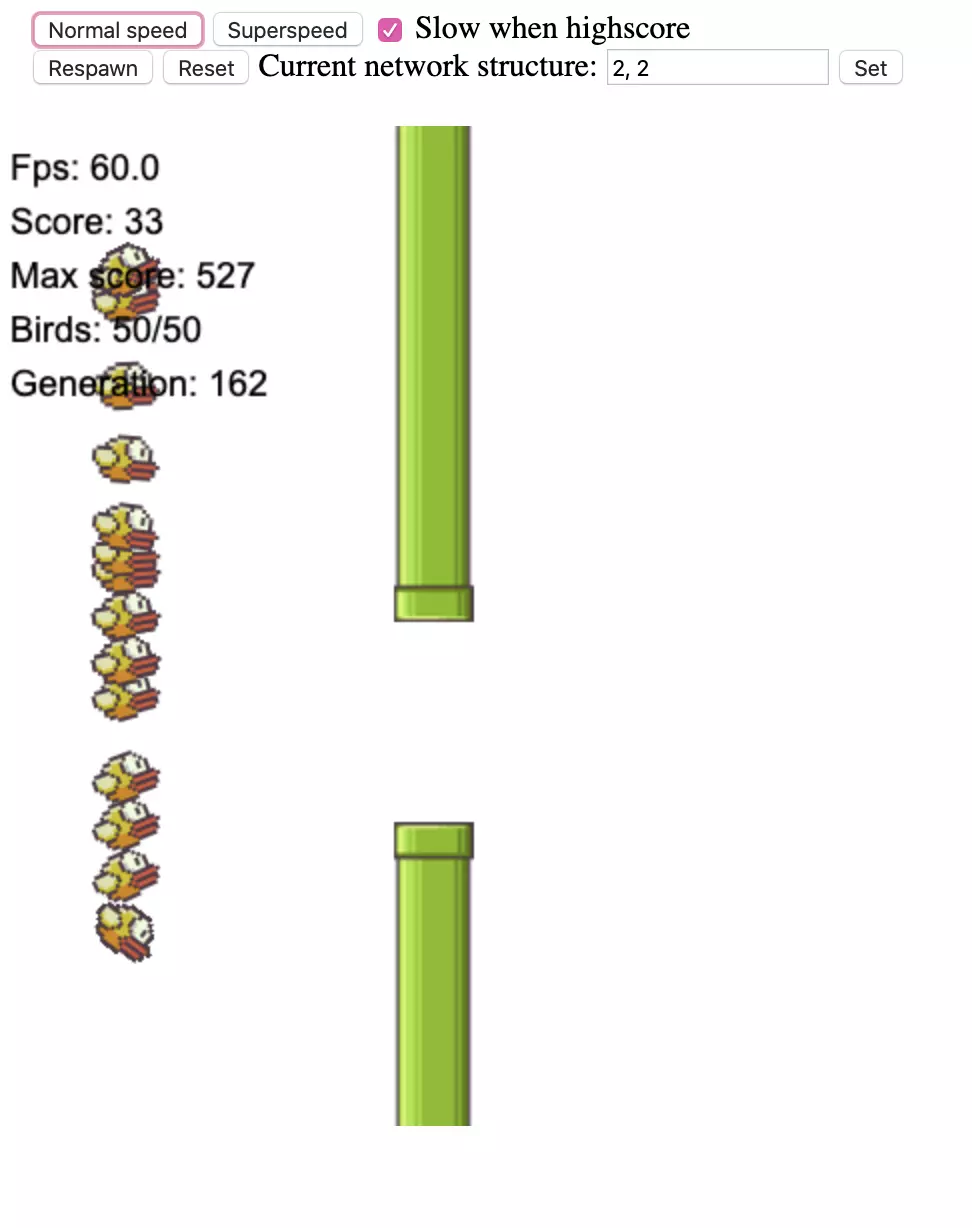 Normal speed Superspeed Slow when highscore
Respawn Reset Current network structure: 2, 2 Set
Fps: 60.0
Score: 33
Max score: 527
Birds: 50/50
Generation: 162